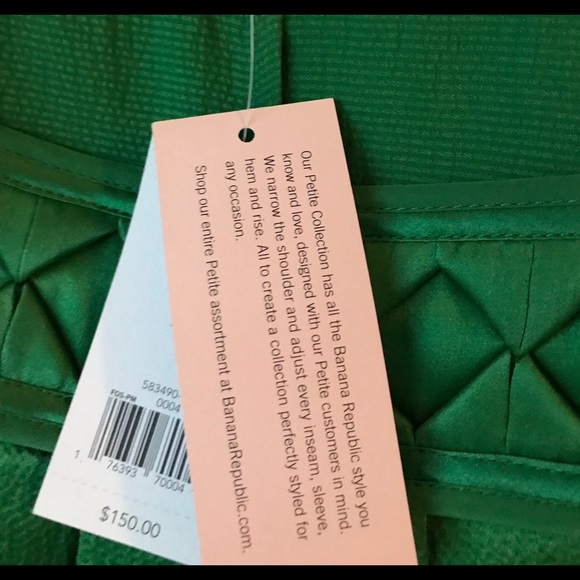 Our Petite Collection has all the Banana Republic style you
know and love, designed with our Petite customers in mind.
We narrow the shoulder and adjust every inseam, sleeve,
hem and rise. All to create a collection perfectly styled for
any occasion.
Shop our entire Petite assortment at BananaRepublic.com.
583490-
0004
FOS-PM
1 76393 70004
$150.00